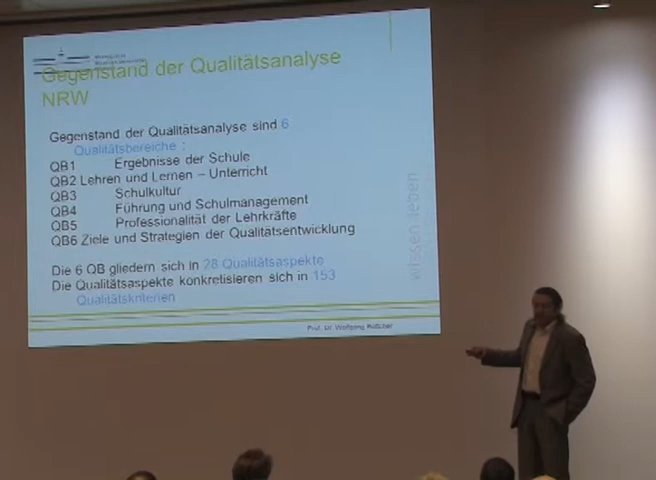 Gegenstand der Qualitätsanalyse
NRW
Gegenstand der Qualitätsanalyse sind 6
Qualitätsbereiche :
QB1 Ergebnisse der Schule
QB2 Lehren und Lernen – Unterricht
QB3 Schulkultur
QB4 Führung und Schulmanagement
QB5 Professionalität der Lehrkräfte
QB6 Ziele und Strategien der Qualitätsentwicklung
Die 6 QB gliedern sich in 28 Qualitätsaspekte
Die Qualitätsaspekte konkretisieren sich in 153
Qualitätskriterien
wissen leben
Prof. Dr. Wolfgang